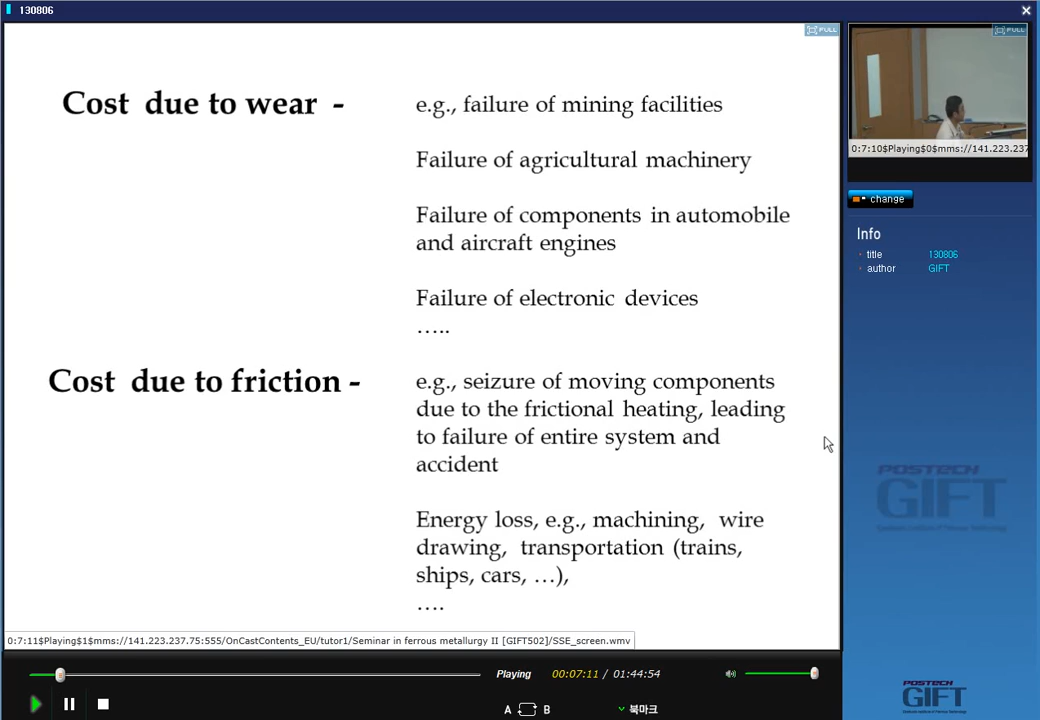 130806
FULL
Cost due to wear -
e.g., failure of mining facilities
Failure of agricultural machinery
Failure of components in automobile
and aircraft engines
Failure of electronic devices
…..
Cost due to friction -
e.g., seizure of moving components
due to the frictional heating, leading
to failure of entire system and
accident
Energy loss, e.g., machining, wire
drawing, transportation (trains,
ships, cars, …),
….
0:7:11$Playing$1$mms://141.223.237.75:555/OnCastContents_EU/tutor1/Seminar in ferrous metallurgy II [GIFT502]/SSE_screen.wmv
Playing 00:07:11 / 01:44:54
A B
북마크
FULL
0:7:10$Playing$0$mms://141.223.237
change
Info
title 130806
author GIFT
POSTECH
GIFT
POSTECH
GIFT